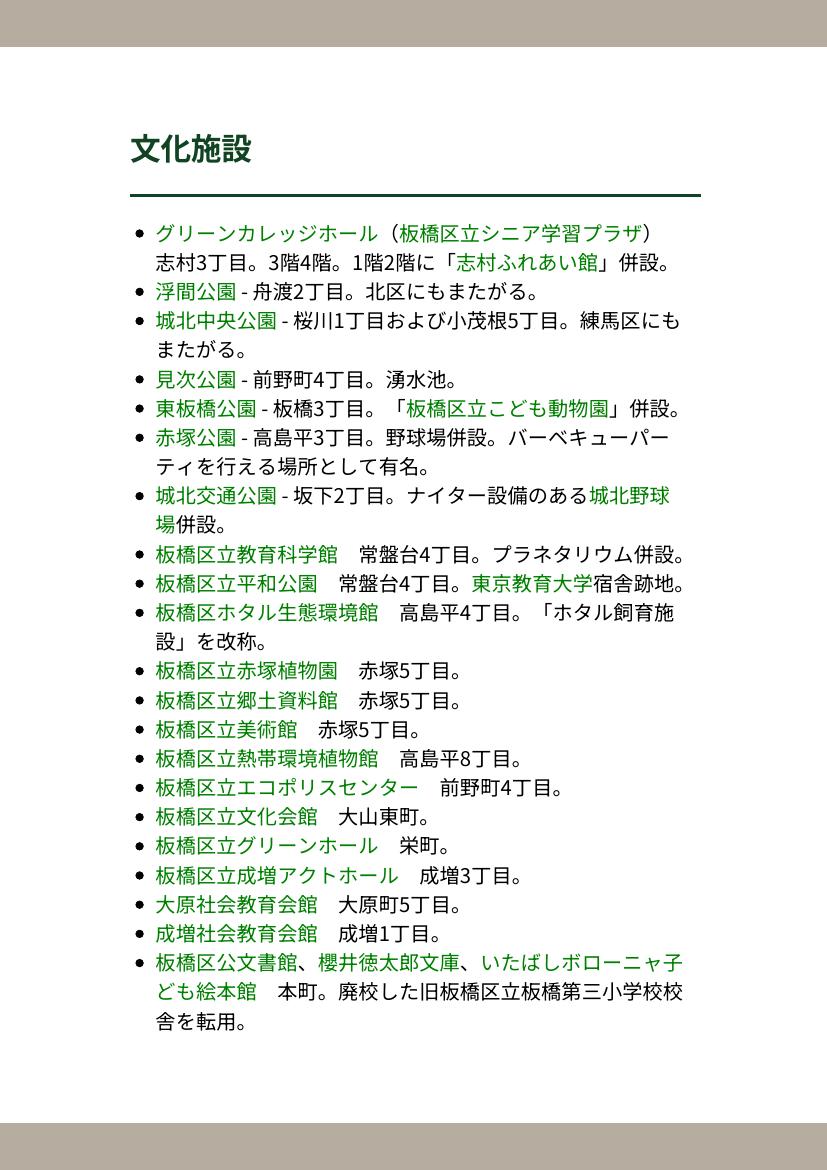 文化施設
グリーンカレッジホール（板橋区立シニア学習プラザ）
志村3丁目。3階4階。1階2階に「志村ふれあい館」併設。
浮間公園 - 舟渡2丁目。北区にもまたがる。
城北中央公園 - 桜川1丁目および小茂根5丁目。練馬区にも
またがる。
見次公園 - 前野町4丁目。湧水池。
東板橋公園 - 板橋3丁目。「板橋区立こども動物園」併設。
赤塚公園 - 高島平3丁目。野球場併設。バーベキューパー
ティを行える場所として有名。
城北交通公園 - 坂下2丁目。ナイター設備のある城北野球
場併設。
板橋区立教育科学館　常盤台4丁目。プラネタリウム併設。
板橋区立平和公園　常盤台4丁目。東京教育大学宿舎跡地。
板橋区ホタル生態環境館　高島平4丁目。「ホタル飼育施
設」を改称。
板橋区立赤塚植物園　赤塚5丁目。
板橋区立郷土資料館　赤塚5丁目。
板橋区立美術館　赤塚5丁目。
板橋区立熱帯環境植物館　高島平8丁目。
板橋区立エコポリスセンター　前野町4丁目。
板橋区立文化会館　大山東町。
板橋区立グリーンホール　栄町。
板橋区立成増アクトホール　成増3丁目。
大原社会教育会館　大原町5丁目。
成増社会教育会館　成増1丁目。
板橋区公文書館、櫻井徳太郎文庫、いたばしボローニャ子
ども絵本館　本町。廃校した旧板橋区立板橋第三小学校校
舎を転用。